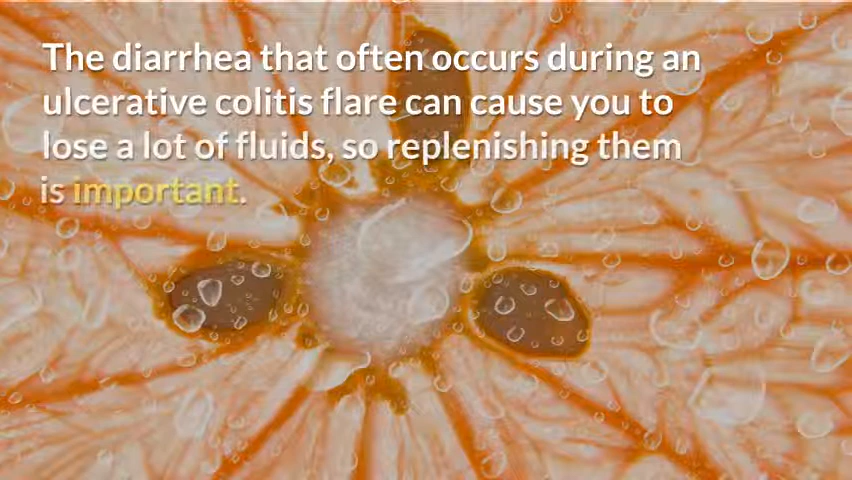 The diarrhea that often occurs during an
ulcerative colitis flare can cause you to
lose a lot of fluids, so replenishing them
is important.